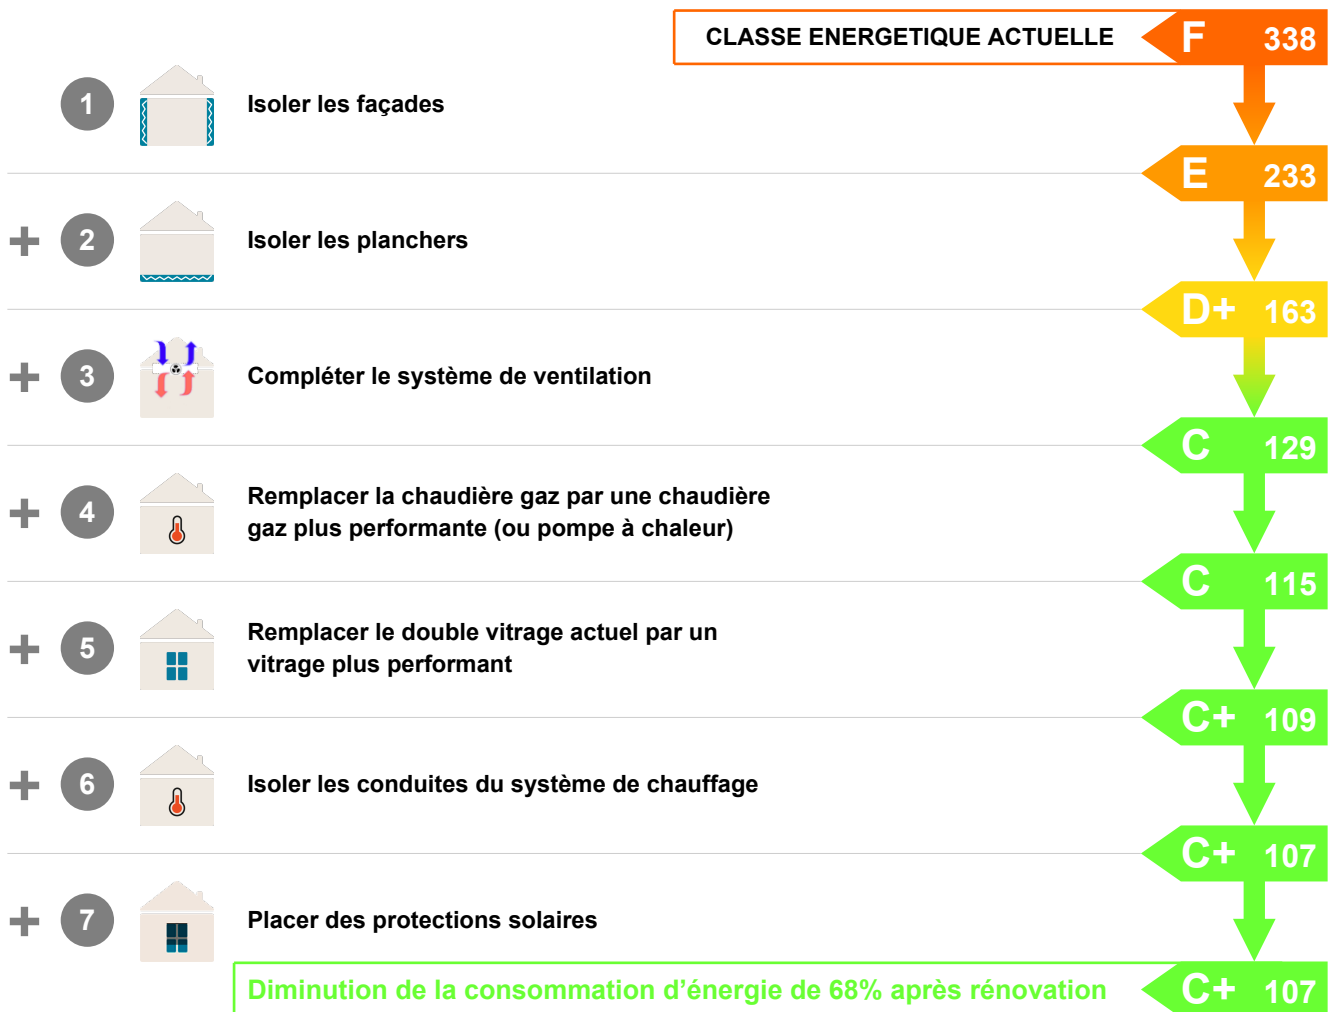 CLASSE ENERGETIQUE ACTUELLE F 338
1 Isoler les façades
E 233
+ 2 Isoler les planchers
D+ 163
+ 3 Compléter le système de ventilation
C 129
+ 4 Remplacer la chaudière gaz par une chaudière
gaz plus performante (ou pompe à chaleur)
C 115
+ 5 Remplacer le double vitrage actuel par un
vitrage plus performant
C+ 109
+ 6 Isoler les conduites du système de chauffage
C+ 107
+ 7 Placer des protections solaires
Diminution de la consommation d’énergie de 68% après rénovation C+ 107